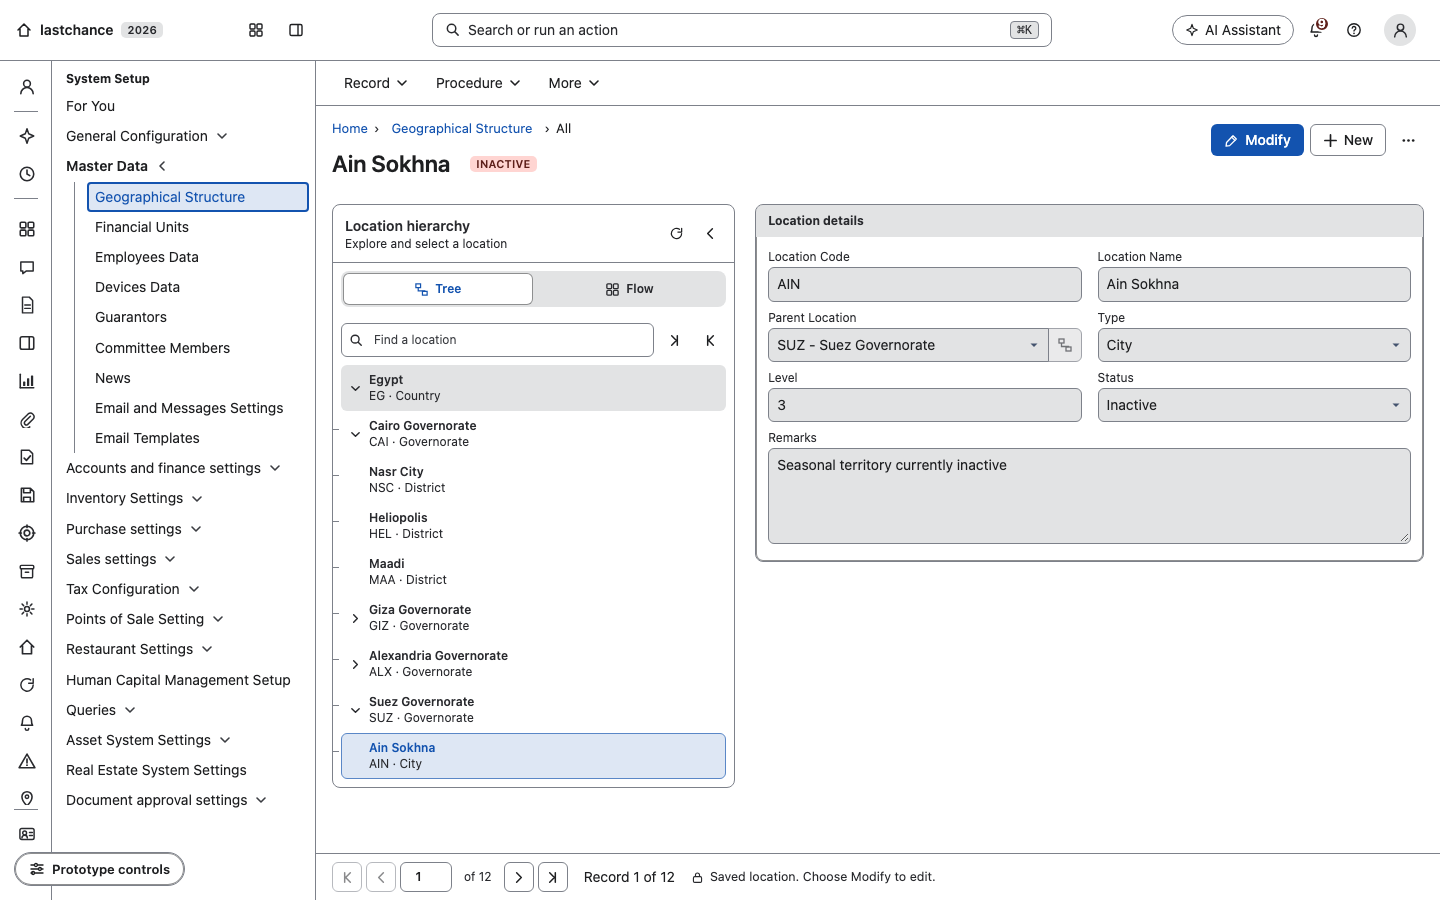 lastchance 2026
Search or run an action ⌘K
AI Assistant
9
System Setup
For You
General Configuration
Master Data
Geographical Structure
Financial Units
Employees Data
Devices Data
Guarantors
Committee Members
News
Email and Messages Settings
Email Templates
Accounts and finance settings
Inventory Settings
Purchase settings
Sales settings
Tax Configuration
Points of Sale Setting
Restaurant Settings
Human Capital Management Setup
Queries
Asset System Settings
Real Estate System Settings
Document approval settings
Prototype controls
Record Procedure More
Home › Geographical Structure › All
Ain Sokhna INACTIVE
Modify New
Location hierarchy
Explore and select a location
Tree Flow
Find a location
Egypt
EG · Country
Cairo Governorate
CAI · Governorate
Nasr City
NSC · District
Heliopolis
HEL · District
Maadi
MAA · District
Giza Governorate
GIZ · Governorate
Alexandria Governorate
ALX · Governorate
Suez Governorate
SUZ · Governorate
Ain Sokhna
AIN · City
Location details
Location Code
AIN
Location Name
Ain Sokhna
Parent Location
SUZ - Suez Governorate
Type
City
Level
3
Status
Inactive
Remarks
Seasonal territory currently inactive
1 of 12 Record 1 of 12 Saved location. Choose Modify to edit.